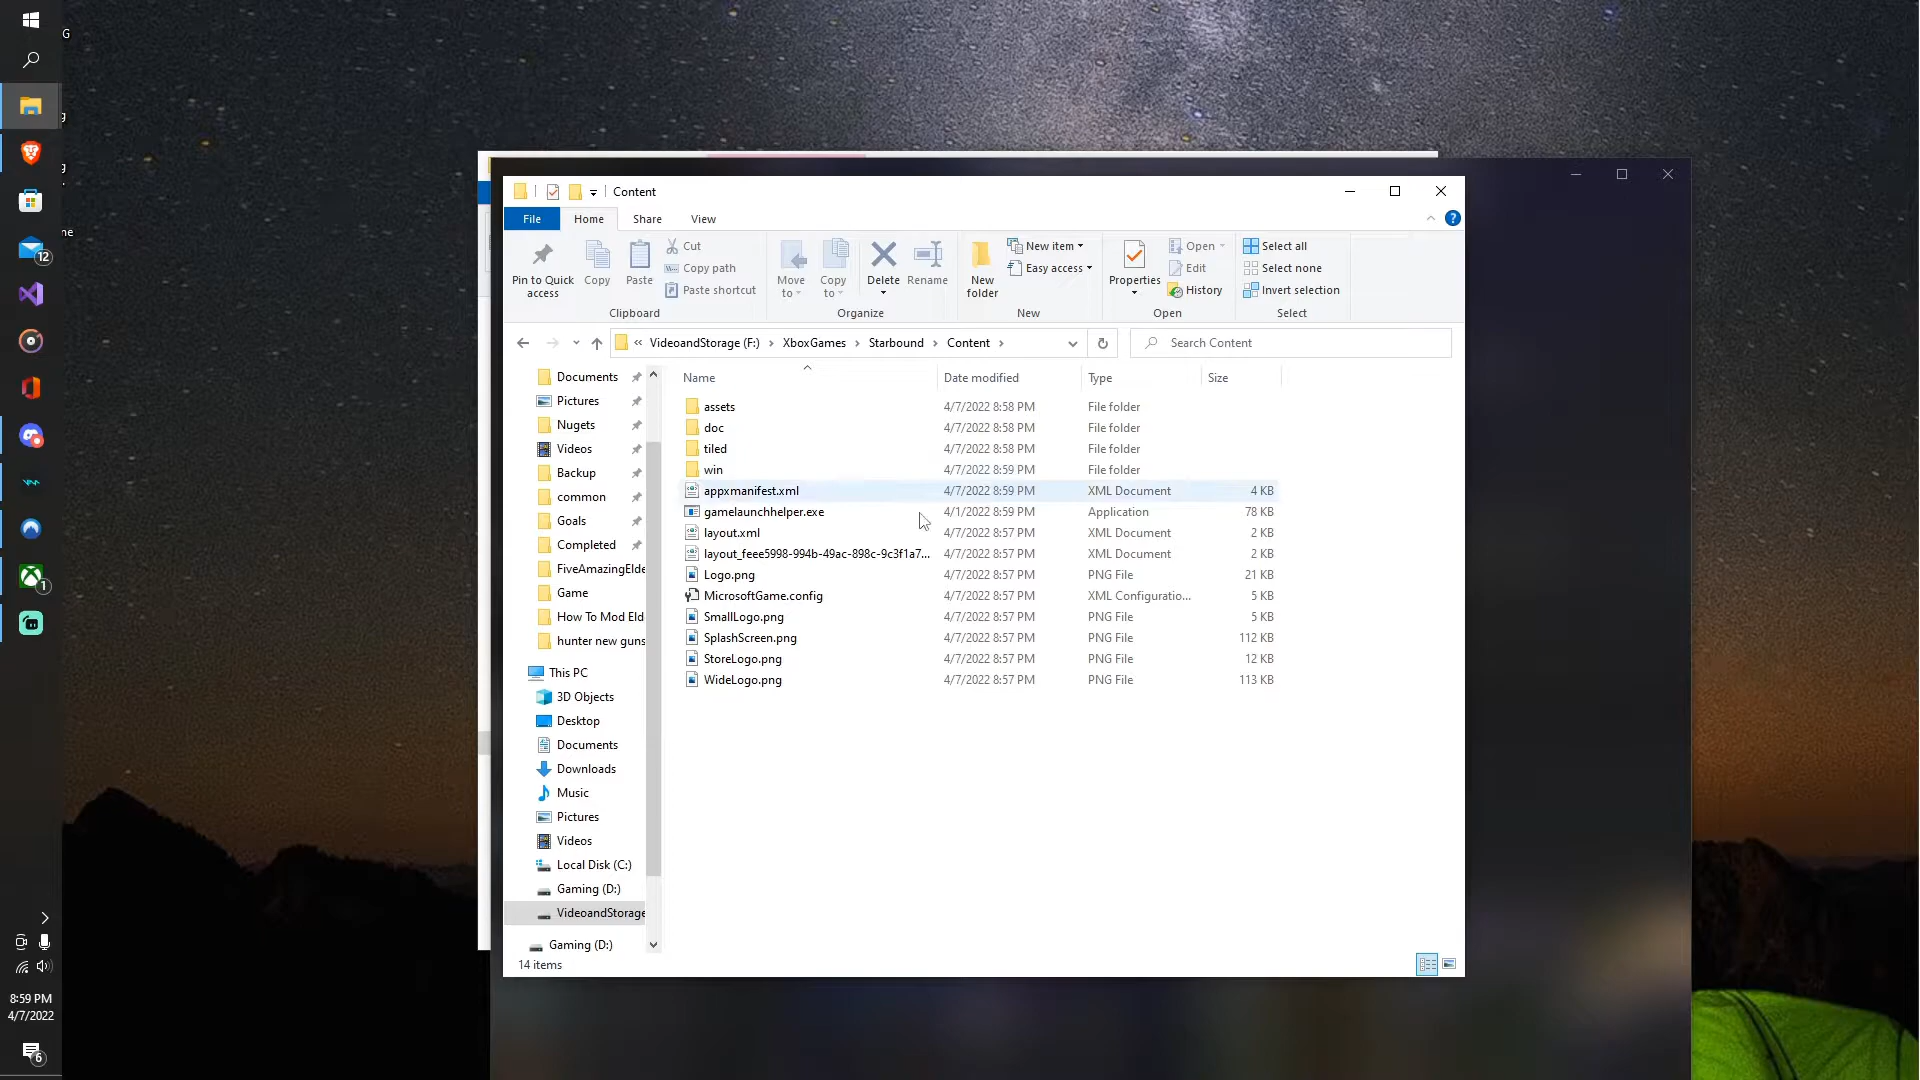 G
g
g
ne
12
1
8:59 PM
4/7/2022
6
Content
File
Home
Share
View
?
Pin to Quick
access
Copy
Paste
Cut
Copy path
Paste shortcut
Clipboard
Move
to
Copy
to
Delete
Rename
Organize
New
folder
New item
Easy access
New
Properties
Open
Edit
History
Open
Select all
Select none
Invert selection
Select
« VideoandStorage (F:) > XboxGames > Starbound > Content >
Search Content
Documents
Pictures
Nugets
Videos
Backup
common
Goals
Completed
FiveAmazingElde
Game
How To Mod Eld
hunter new guns
This PC
3D Objects
Desktop
Documents
Downloads
Music
Pictures
Videos
Local Disk (C:)
Gaming (D:)
VideoandStorage
Gaming (D:)
Name Date modified Type Size
assets 4/7/2022 8:58 PM File folder
doc 4/7/2022 8:58 PM File folder
tiled 4/7/2022 8:58 PM File folder
win 4/7/2022 8:59 PM File folder
appxmanifest.xml 4/7/2022 8:59 PM XML Document 4 KB
gamelaunchhelper.exe 4/1/2022 8:59 PM Application 78 KB
layout.xml 4/7/2022 8:57 PM XML Document 2 KB
layout_feee5998-994b-49ac-898c-9c3f1a7... 4/7/2022 8:57 PM XML Document 2 KB
Logo.png 4/7/2022 8:57 PM PNG File 21 KB
MicrosoftGame.config 4/7/2022 8:57 PM XML Configuratio... 5 KB
SmallLogo.png 4/7/2022 8:57 PM PNG File 5 KB
SplashScreen.png 4/7/2022 8:57 PM PNG File 112 KB
StoreLogo.png 4/7/2022 8:57 PM PNG File 12 KB
WideLogo.png 4/7/2022 8:57 PM PNG File 113 KB
14 items